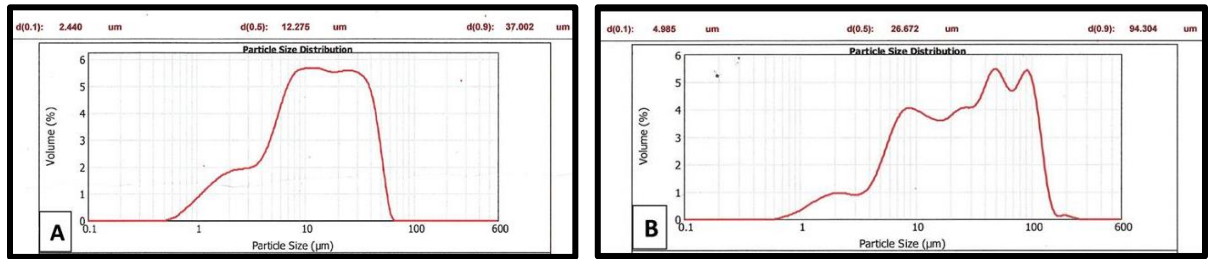 d(0.1): 2.440 um d(0.5): 12.275 um d(0.9): 37.002 um
Particle Size Distribution
Volume (%)
6
5
4
3
2
1
0
0.1 1 10 100 600
Particle Size (µm)
A
d(0.1): 4.985 um d(0.5): 26.672 um d(0.9): 94.304 um
Particle Size Distribution
Volume (%)
6
5
4
3
2
1
0
0.1 1 10 100 600
Particle Size (µm)
B